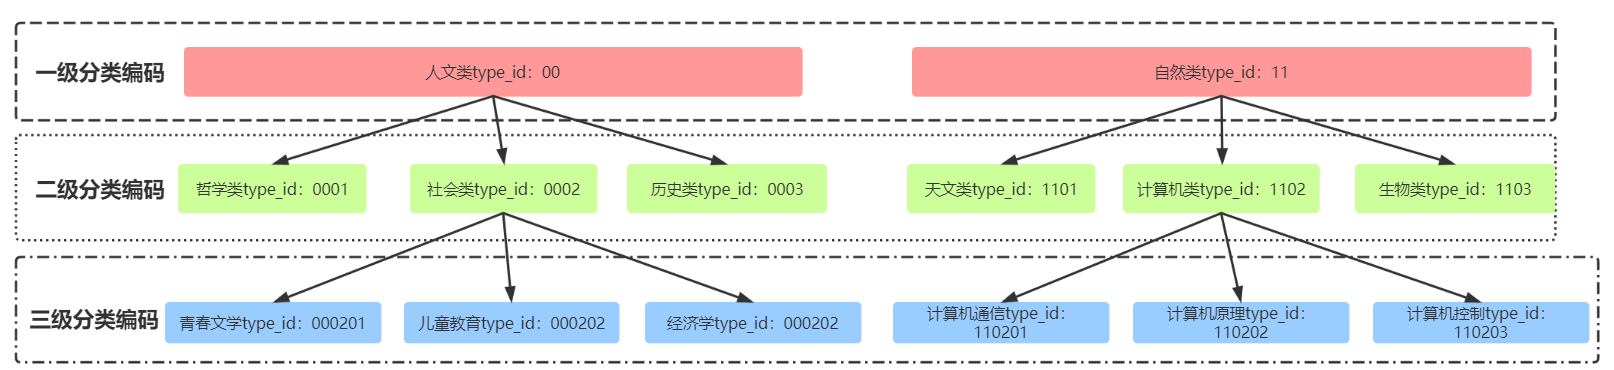 一级分类编码
人文类type_id：00
自然类type_id：11
二级分类编码
哲学类type_id：0001
社会类type_id：0002
历史类type_id：0003
天文类type_id：1101
计算机类type_id：1102
生物类type_id：1103
三级分类编码
青春文学type_id：000201
儿童教育type_id：000202
经济学type_id：000202
计算机通信type_id：
110201
计算机原理type_id：
110202
计算机控制type_id：
110203